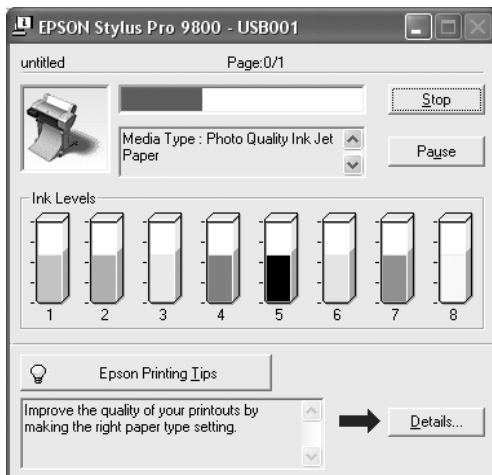 EPSON Stylus Pro 9800 - USB001
untitled Page:0/1
Stop
Media Type : Photo Quality Ink Jet
Paper
Pause
Ink Levels
1 2 3 4 5 6 7 8
Epson Printing Tips
Improve the quality of your printouts by
making the right paper type setting.
Details...